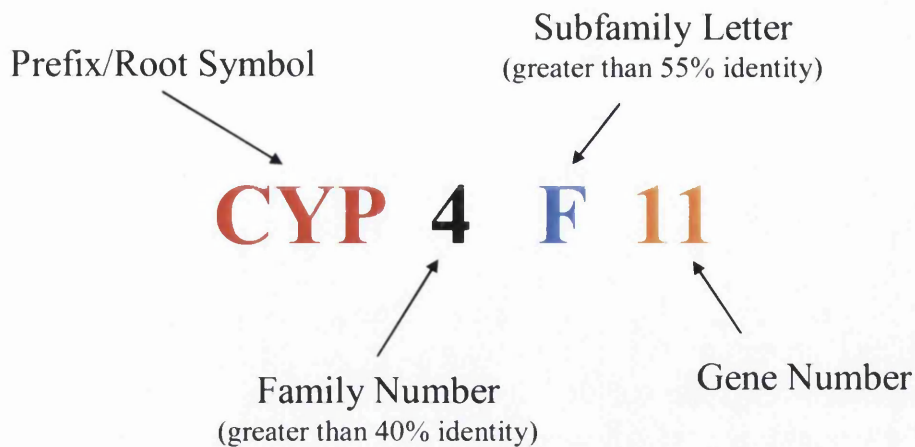 Subfamily Letter
(greater than 55% identity)
Prefix/Root Symbol
CYP 4 F 11
Family Number
(greater than 40% identity)
Gene Number